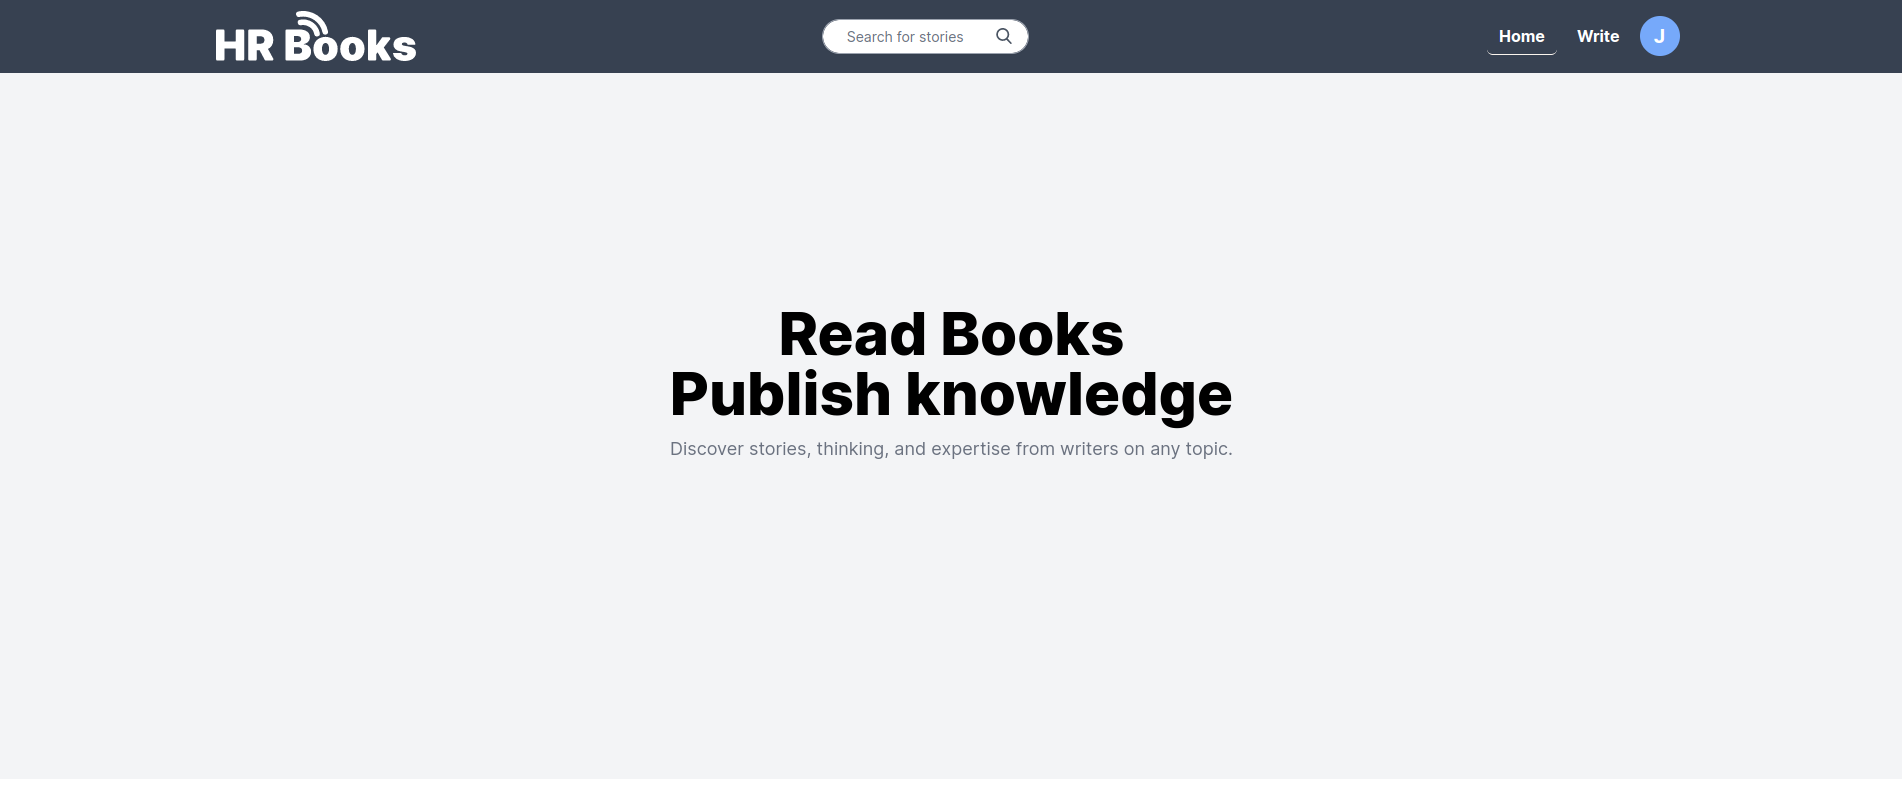 HR Books
Search for stories
Home
Write
J
Read Books
Publish knowledge
Discover stories, thinking, and expertise from writers on any topic.